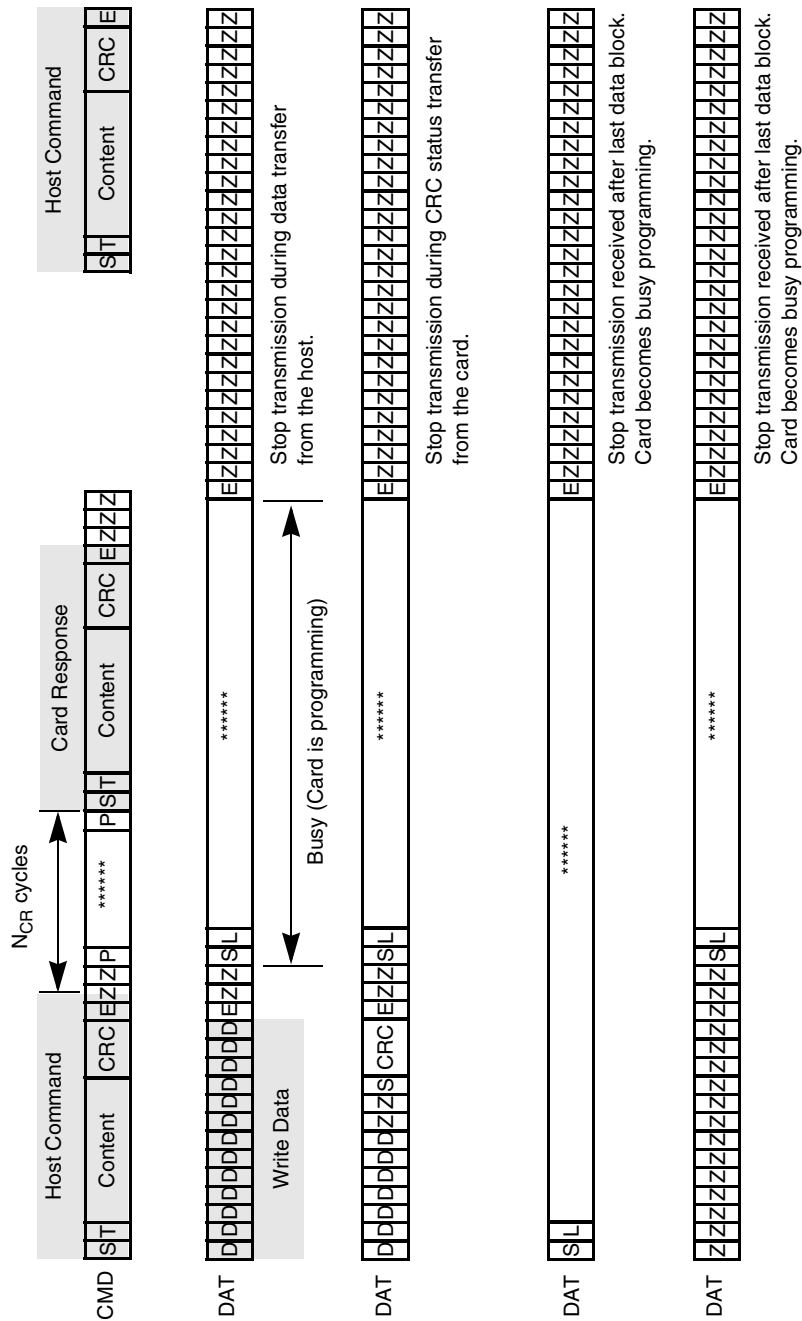 Host Command
N_CR cycles
Card Response
Host Command
CMD S T Content CRC E Z Z P ****** P S T Content CRC E Z Z Z S T Content CRC E
DAT D D D D D D D D D D D D D E Z Z S L ****** E Z Z Z Z Z Z Z Z Z Z Z Z Z Z Z Z Z Z Z Z Z Z Z Z Z Z
Write Data
Busy (Card is programming)
Stop transmission during data transfer
from the host.
DAT D D D D D D D Z Z S CRC E Z Z S L ****** E Z Z Z Z Z Z Z Z Z Z Z Z Z Z Z Z Z Z Z Z Z Z Z Z Z Z
Stop transmission during CRC status transfer
from the card.
DAT S L ****** E Z Z Z Z Z Z Z Z Z Z Z Z Z Z Z Z Z Z Z Z Z Z Z Z Z Z
Stop transmission received after last data block.
Card becomes busy programming.
DAT Z Z Z Z Z Z Z Z Z Z Z Z Z Z Z Z S L ****** E Z Z Z Z Z Z Z Z Z Z Z Z Z Z Z Z Z Z Z Z Z Z Z Z Z Z
Stop transmission received after last data block.
Card becomes busy programming.